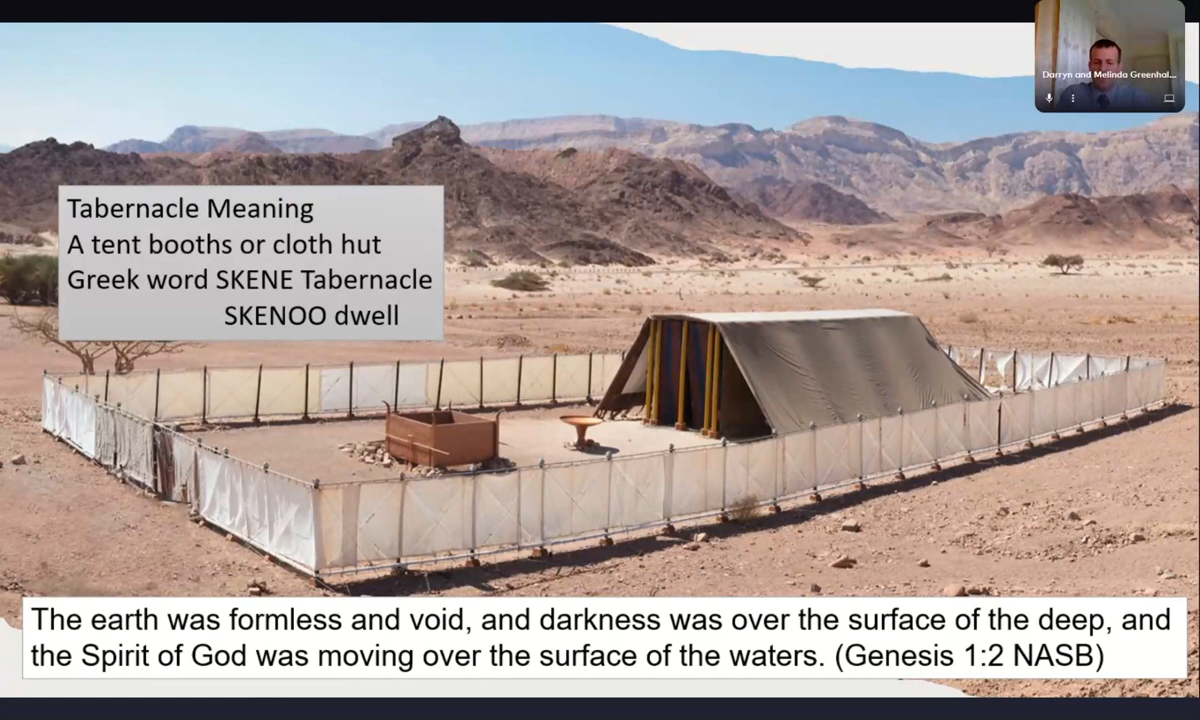 Darryn and Melinda Greenhal...
Tabernacle Meaning
A tent booths or cloth hut
Greek word SKENE Tabernacle
SKENOO dwell
The earth was formless and void, and darkness was over the surface of the deep, and
the Spirit of God was moving over the surface of the waters. (Genesis 1:2 NASB)